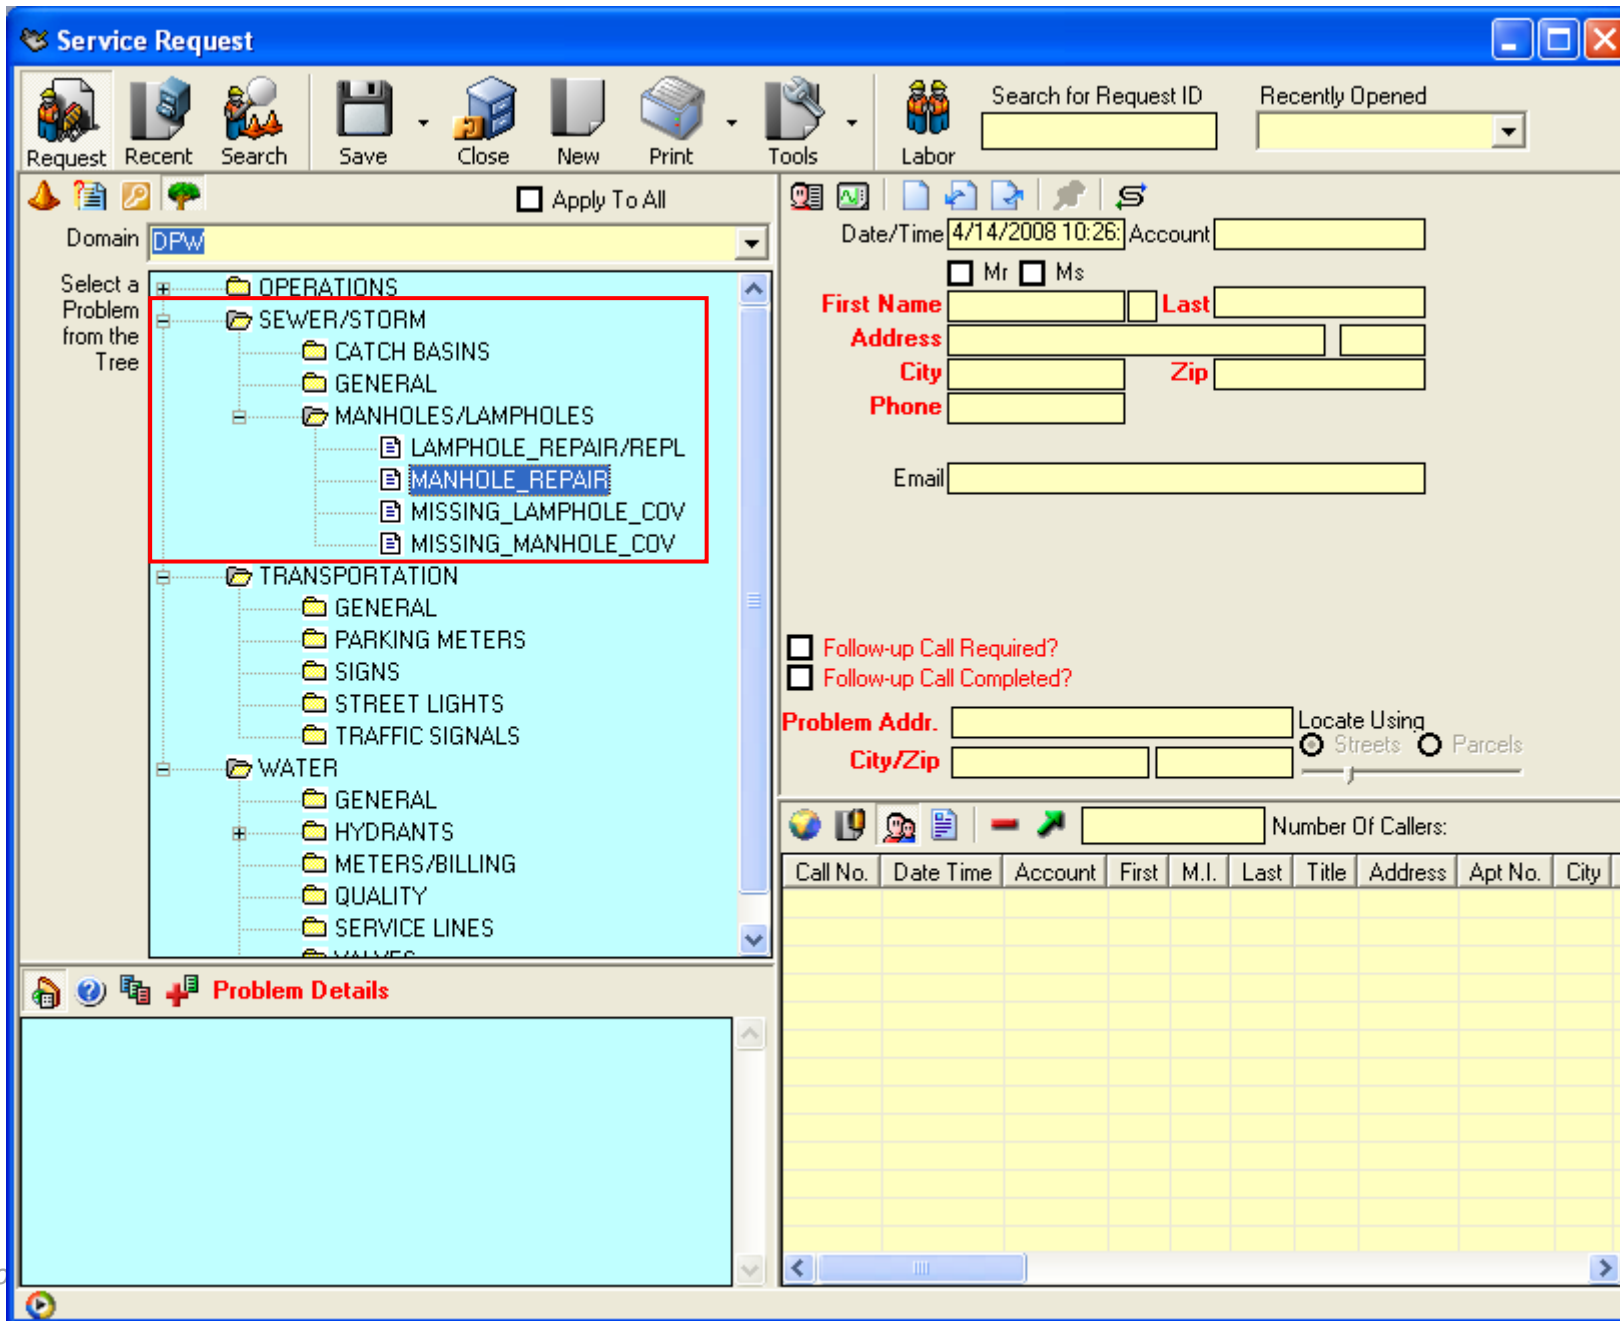 Service Request
Request Recent Search Save Close New Print Tools Labor
Search for Request ID Recently Opened
Apply To All
Domain DPW
Select a
Problem
from the
Tree
OPERATIONS
SEWER/STORM
CATCH BASINS
GENERAL
MANHOLES/LAMPHOLES
LAMPHOLE_REPAIR/REPL
MANHOLE_REPAIR
MISSING_LAMPHOLE_COV
MISSING_MANHOLE_COV
TRANSPORTATION
GENERAL
PARKING METERS
SIGNS
STREET LIGHTS
TRAFFIC SIGNALS
WATER
GENERAL
HYDRANTS
METERS/BILLING
QUALITY
SERVICE LINES
VALVES
Problem Details
Date/Time 4/14/2008 10:26: Account
Mr Ms
First Name Last
Address
City Zip
Phone
Email
Follow-up Call Required?
Follow-up Call Completed?
Problem Addr. Locate Using
Streets Parcels
City/Zip
Number Of Callers:
Call No. Date Time Account First M.I. Last Title Address Apt No. City